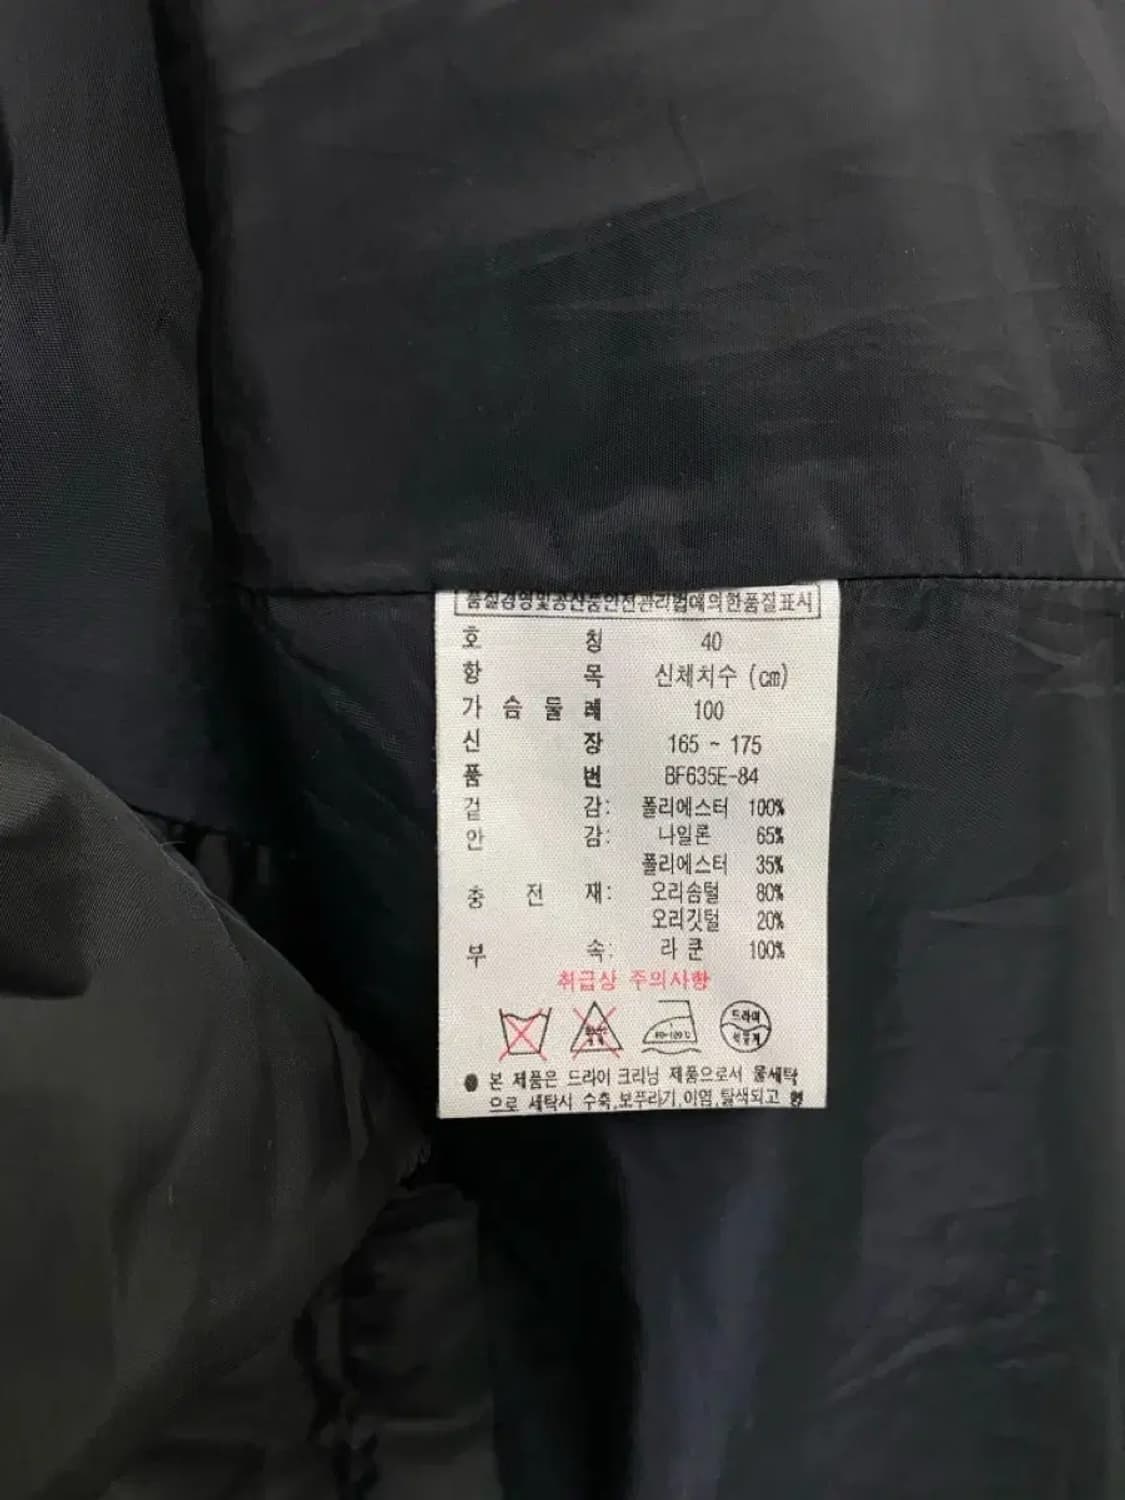 품질경영및공산품안전관리법에의한품질표시
호 칭 40
항 목 신체치수 (cm)
가 슴 둘 레 100
신 장 165 ~ 175
품 번 BF635E-84
겉 감: 폴리에스터 100%
안 감: 나일론 65%
폴리에스터 35%
충 전 재: 오리솜털 80%
오리깃털 20%
부 속: 라 쿤 100%
취급상 주의사항
80~120℃
드라이
석유계
● 본 제품은 드라이 크리닝 제품으로서 물세탁
으로 세탁시 수축,보푸라기,이염,탈색되고 형